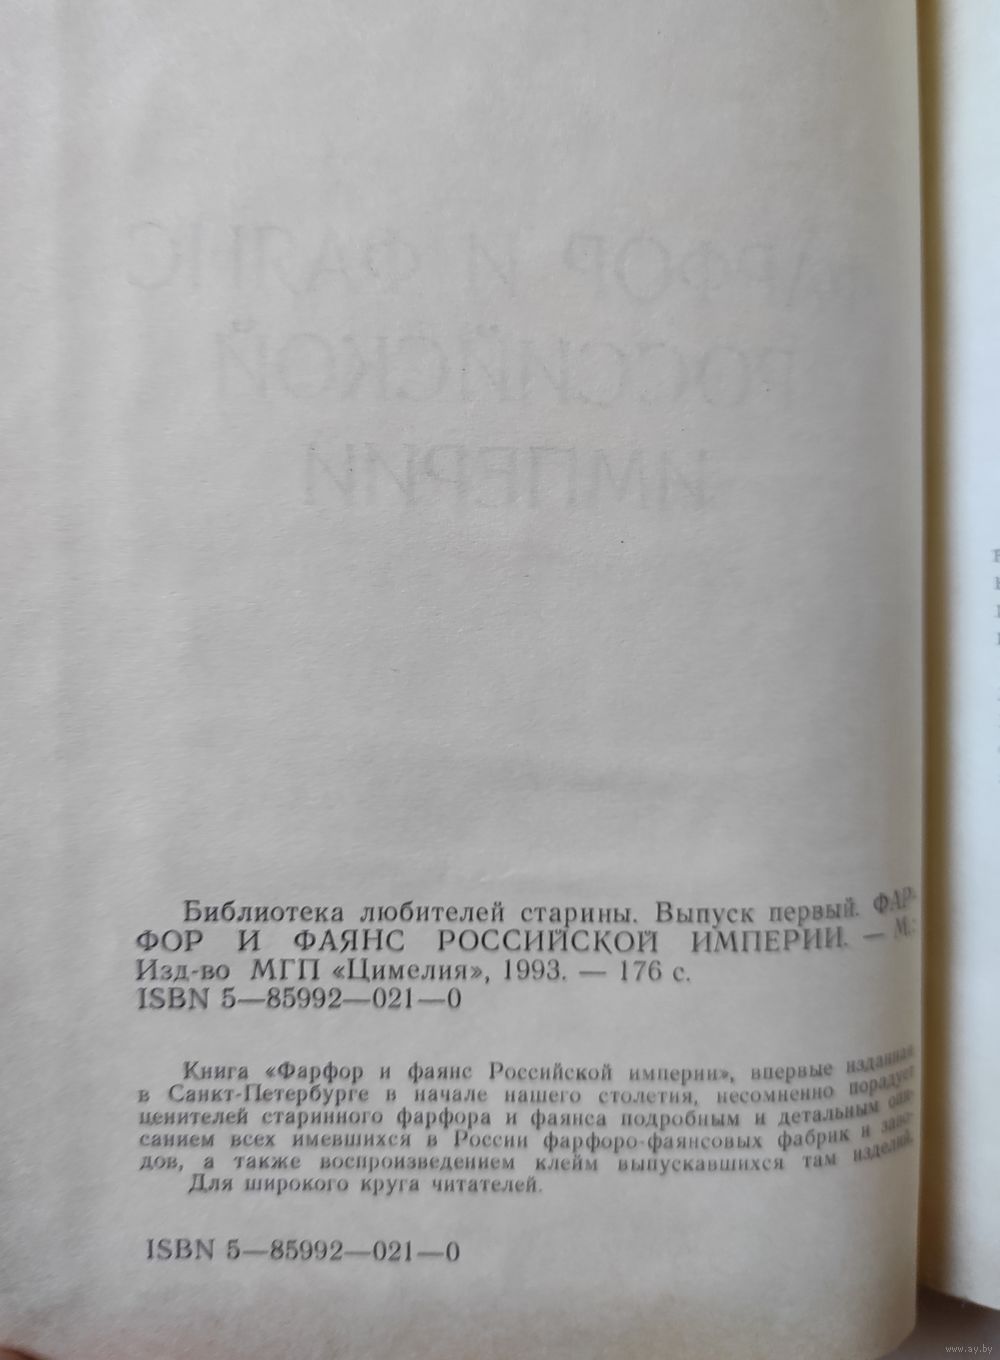 Библиотека любителей старины. Выпуск первый. ФАР-
ФОР И ФАЯНС РОССИЙСКОЙ ИМПЕРИИ. — М.:
Изд-во МГП «Цимелия», 1993. — 176 с.
ISBN 5—85992—021—0
Книга «Фарфор и фаянс Российской империи», впервые изданная
в Санкт-Петербурге в начале нашего столетия, несомненно порадует
ценителей старинного фарфора и фаянса подробным и детальным опи-
санием всех имевшихся в России фарфоро-фаянсовых фабрик и заво-
дов, а также воспроизведением клейм выпускавшихся там изделий.
Для широкого круга читателей.
ISBN 5—85992—021—0
www.ay.by